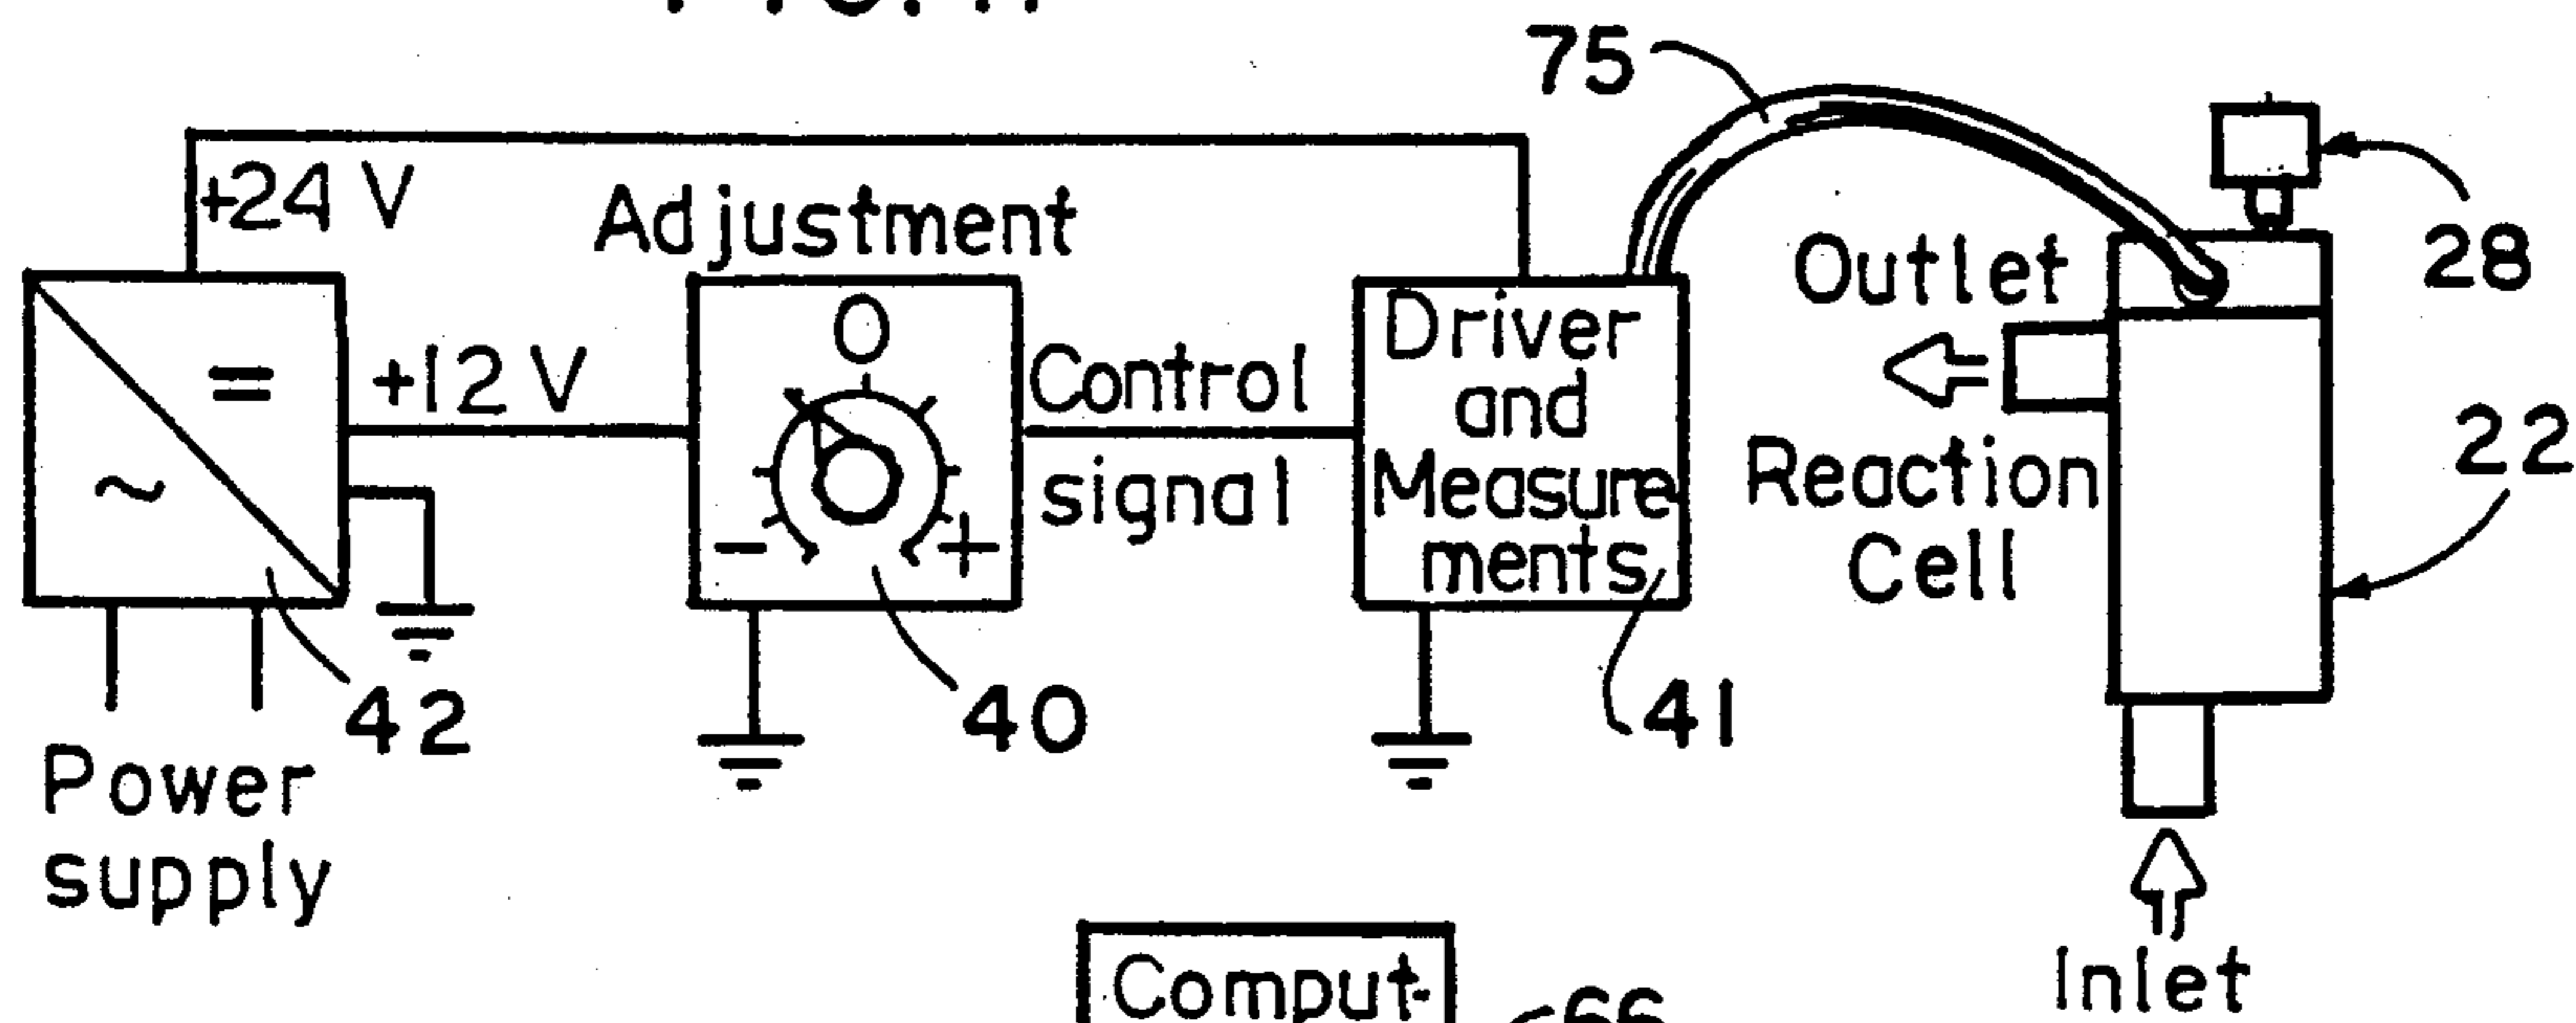 75
+24 V
Adjustment
28
Outlet
Driver
and
Measure
ments
0
+12 V
Control
signal
- +
Reaction
Cell
22
42
40
41
Power
supply
Inlet
Comput-
66